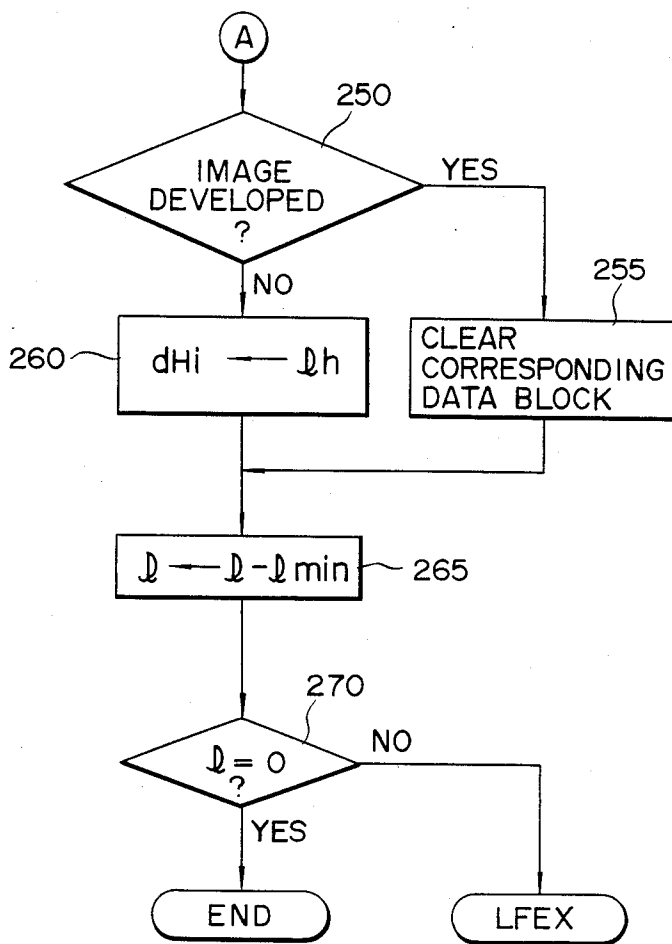 A
250
IMAGE
DEVELOPED
?
YES
NO
255
CLEAR
CORRESPONDING
DATA BLOCK
260
dHi ← ℓh
ℓ ← ℓ - ℓmin
265
270
ℓ = 0
?
NO
YES
END
LFEX